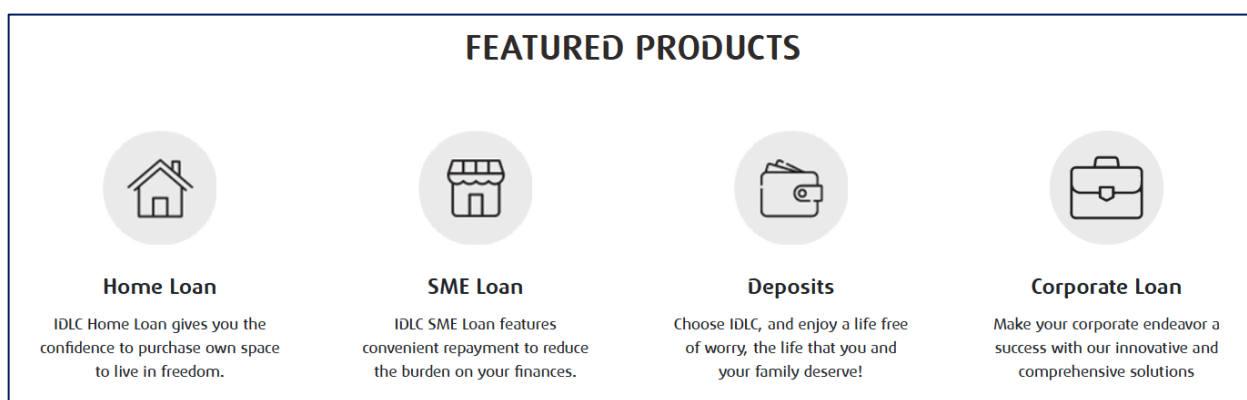 FEATURED PRODUCTS
Home Loan
IDLC Home Loan gives you the
confidence to purchase own space
to live in freedom.
SME Loan
IDLC SME Loan features
convenient repayment to reduce
the burden on your finances.
Deposits
Choose IDLC, and enjoy a life free
of worry, the life that you and
your family deserve!
Corporate Loan
Make your corporate endeavor a
success with our innovative and
comprehensive solutions